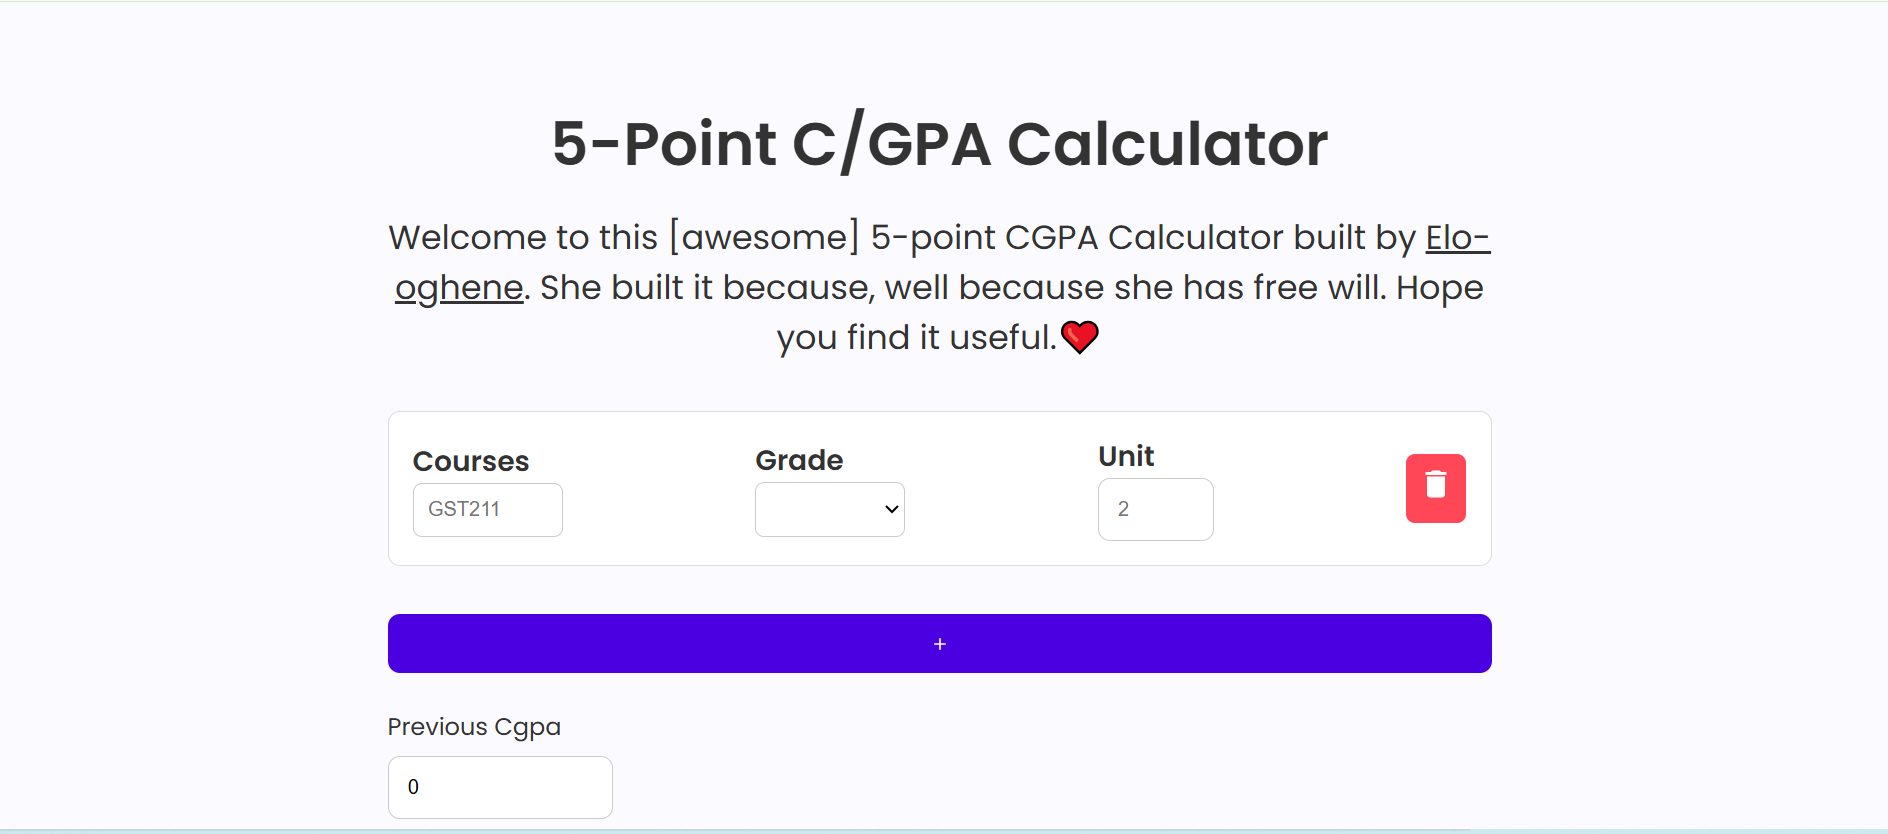 5-Point C/GPA Calculator
Welcome to this [awesome] 5-point CGPA Calculator built by Elo-
oghene. She built it because, well because she has free will. Hope
you find it useful.❤️
Courses Grade Unit
GST211 2
+
Previous Cgpa
0